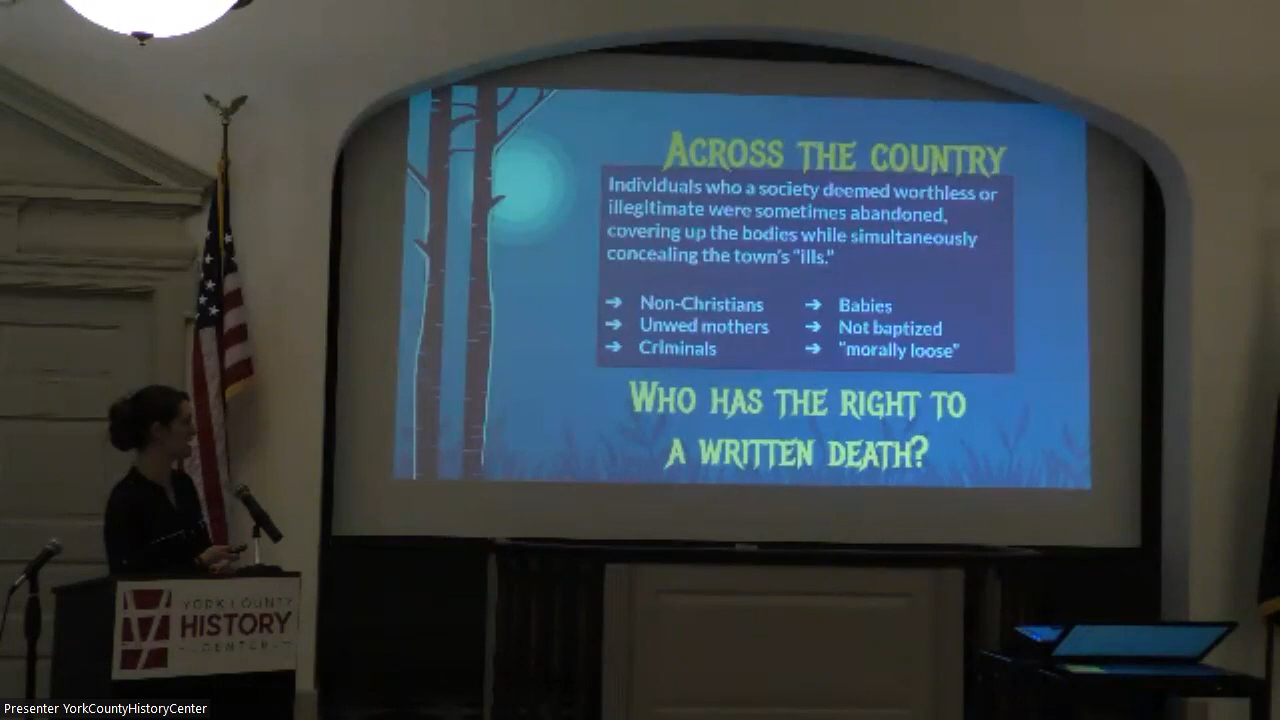 ACROSS THE COUNTRY
Individuals who a society deemed worthless or
illegitimate were sometimes abandoned,
covering up the bodies while simultaneously
concealing the town's "ills."
➔ Non-Christians ➔ Babies
➔ Unwed mothers ➔ Not baptized
➔ Criminals ➔ "morally loose"
WHO HAS THE RIGHT TO
A WRITTEN DEATH?
YORK COUNTY
HISTORY
CENTER
Presenter YorkCountyHistoryCenter